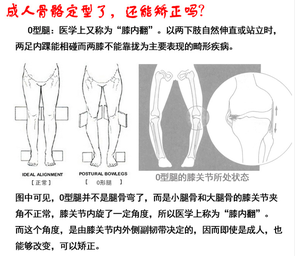 成人骨骼定型了，还能矫正吗?
O型腿：医学上又称为“膝内翻”。以两下肢自然伸直或站立时，
两足内踝能相碰而两膝不能靠拢为主要表现的畸形疾病。
IDEAL ALIGNMENT
【正常】
POSTURAL BOWLEGS
【O形腿】
O型腿的膝关节所处状态
图中可见，O型腿并不是腿骨弯了，而是小腿骨和大腿骨的膝关节夹
角不正常，膝关节内旋了一定角度，所以医学上称为“膝内翻”。
而这个角度，是由膝关节内外侧副韧带决定的，因而即使是成人，也
能够改变，可以矫正。